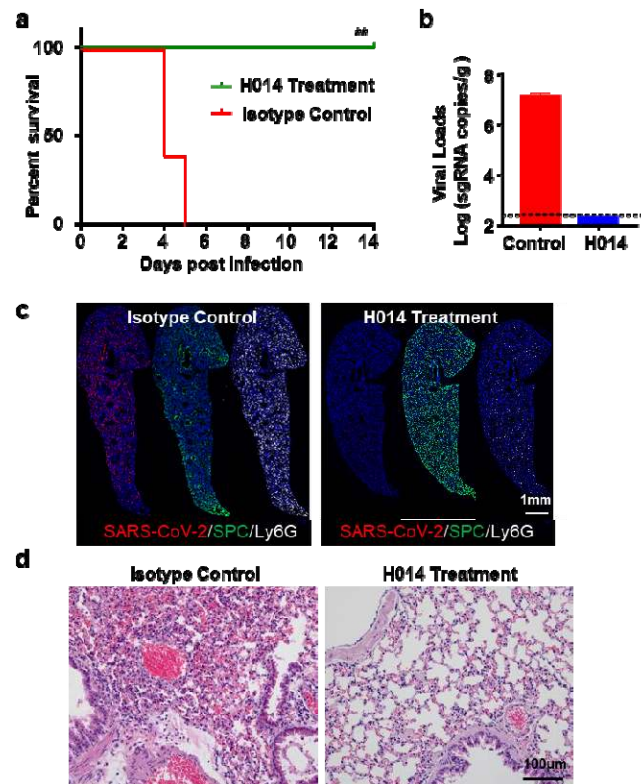 a
##
100
50
0
Percent survival
H014 Treatment
Isotype Control
0 2 4 6 8 10 12 14
Days post infection
b
8
6
4
2
Viral Loads
Log (sgRNA copies/g)
Control H014
c
Isotype Control
H014 Treatment
1mm
SARS-CoV-2/SPC/Ly6G
SARS-CoV-2/SPC/Ly6G
d
Isotype Control
H014 Treatment
100μm